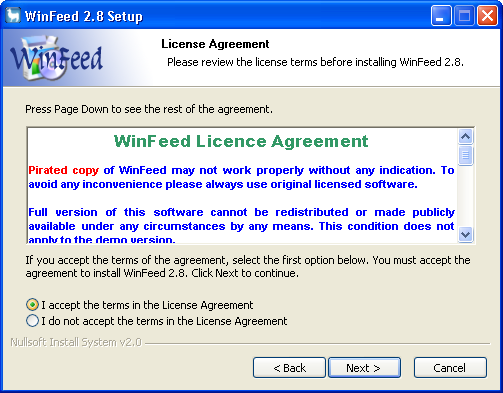 WinFeed 2.8 Setup
WinFeed
License Agreement
Please review the license terms before installing WinFeed 2.8.
Press Page Down to see the rest of the agreement.
WinFeed Licence Agreement
Pirated copy of WinFeed may not work properly without any indication. To
avoid any inconvenience please always use original licensed software.
Full version of this software cannot be redistributed or made publicly
available under any circumstances by any means. This condition does not
apply to the demo version.
If you accept the terms of the agreement, select the first option below. You must accept the
agreement to install WinFeed 2.8. Click Next to continue.
I accept the terms in the License Agreement
I do not accept the terms in the License Agreement
Nullsoft Install System v2.0
< Back
Next >
Cancel